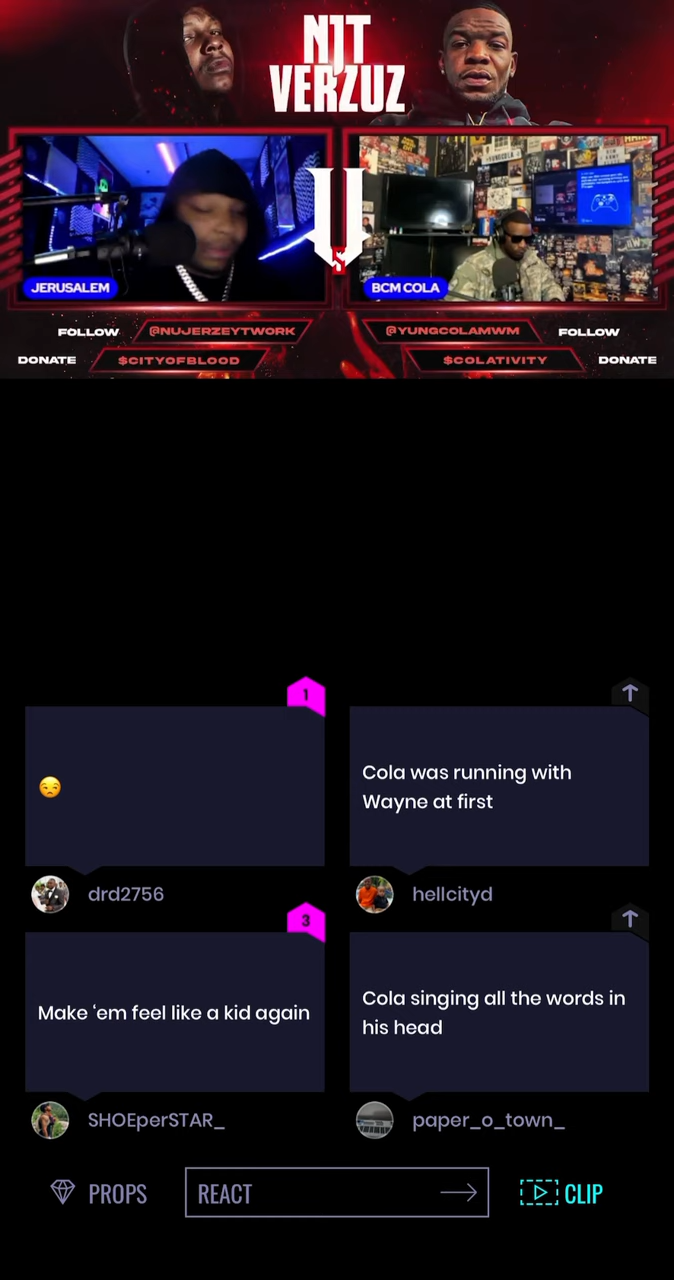 NJT
VERZUZ
JERUSALEM
VS
BCM COLA
FOLLOW
@NUJERZEYTWORK
@YUNGCOLAMWM
FOLLOW
DONATE
$CITYOFBLOOD
$COLATIVITY
DONATE
1
😒
Cola was running with
Wayne at first
drd2756
hellcityd
3
Make ‘em feel like a kid again
Cola singing all the words in
his head
SHOEperSTAR_
paper_o_town_
PROPS
REACT
CLIP